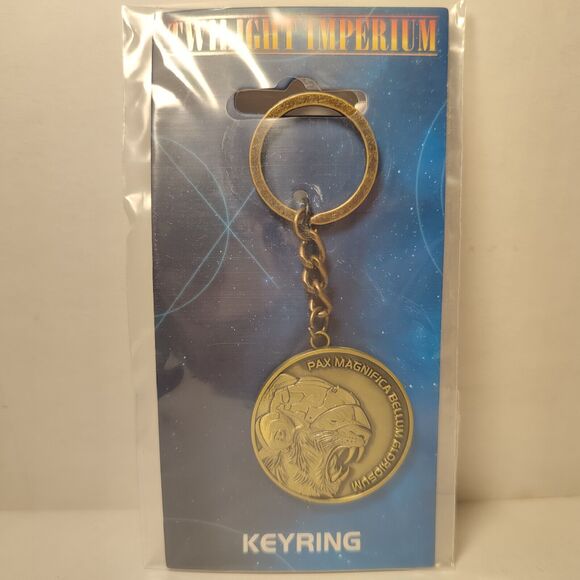 TWILIGHT IMPERIUM
PAX MAGNIFICA BELLUM GLORIOSUM
KEYRING